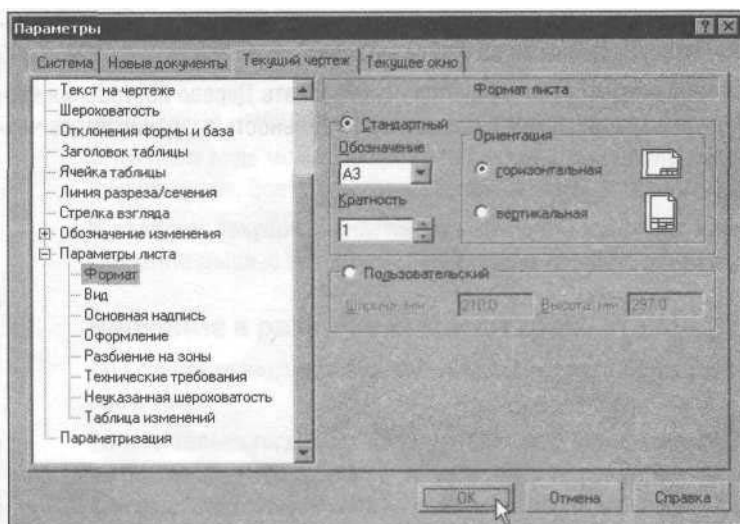 Параметры
Система Новые документы Текущий чертеж Текущее окно
Текст на чертеже
Шероховатость
Отклонения формы и база
Заголовок таблицы
Ячейка таблицы
Линия разреза/сечения
Стрелка взгляда
Обозначение изменения
Параметры листа
Формат
Вид
Основная надпись
Оформление
Разбиение на зоны
Технические требования
Неуказанная шероховатость
Таблица изменений
Параметризация
Формат листа
Стандартный
Обозначение
А3
Кратность
1
Ориентация
горизонтальная
вертикальная
Пользовательский
Ширина, мм 210.0 Высота, мм 297.0
OK Отмена Справка